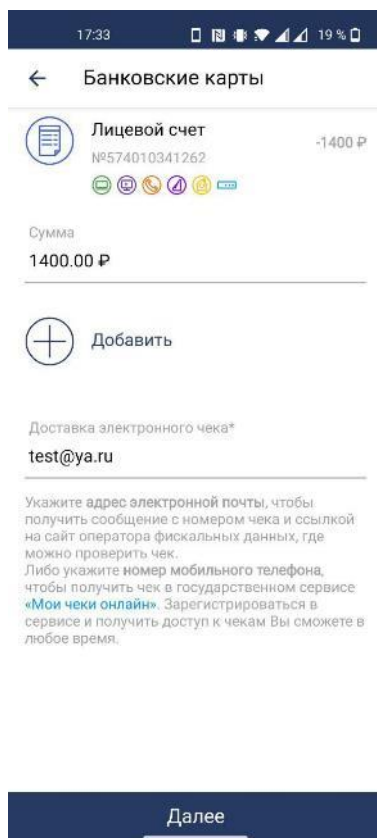 17:33
19 %
Банковские карты
Лицевой счет
№574010341262
-1400 ₽
Сумма
1400.00 ₽
Добавить
Доставка электронного чека*
test@ya.ru
Укажите адрес электронной почты, чтобы
получить сообщение с номером чека и ссылкой
на сайт оператора фискальных данных, где
можно проверить чек.
Либо укажите номер мобильного телефона,
чтобы получить чек в государственном сервисе
«Мои чеки онлайн». Зарегистрироваться в
сервисе и получить доступ к чекам Вы сможете в
любое время.
Далее